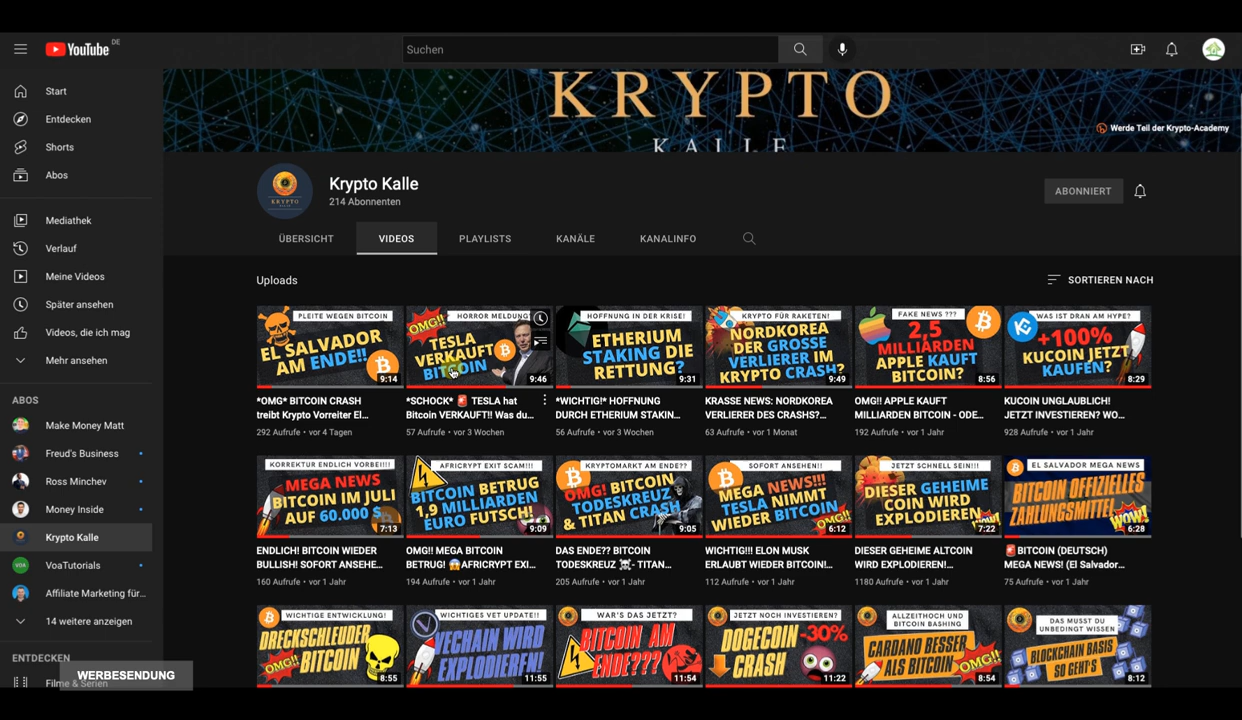 YouTube DE
Suchen
Start
Entdecken
Shorts
Abos
Mediathek
Verlauf
Meine Videos
Später ansehen
Videos, die ich mag
Mehr ansehen
ABOS
Make Money Matt
Freud's Business
Ross Minchev
Money Inside
Krypto Kalle
VoaTutorials
Affiliate Marketing für...
14 weitere anzeigen
ENTDECKEN
Filme & Serien
WERBESENDUNG
KRYPTO
KALLE
Werde Teil der Krypto-Academy
KRYPTO
Krypto Kalle
214 Abonnenten
ABONNIERT
ÜBERSICHT
VIDEOS
PLAYLISTS
KANÄLE
KANALINFO
Uploads
SORTIEREN NACH
PLEITE WEGEN BITCOIN
EL SALVADOR
AM ENDE!!
9:14
*OMG* BITCOIN CRASH
treibt Krypto Vorreiter El...
292 Aufrufe • vor 4 Tagen
OMG!!
HORROR MELDUNG!
TESLA
VERKAUFT
BITCOIN
9:46
*SCHOCK* 🚨 TESLA hat
Bitcoin VERKAUFT!! Was du...
57 Aufrufe • vor 3 Wochen
HOFFNUNG IN DER KRISE!
ETHERIUM
STAKING DIE
RETTUNG?
9:31
*WICHTIG!* HOFFNUNG
DURCH ETHERIUM STAKIN...
56 Aufrufe • vor 3 Wochen
KRYPTO FÜR RAKETEN!
NORDKOREA
DER GROSSE
VERLIERER IM
KRYPTO CRASH?
9:49
KRASSE NEWS: NORDKOREA
VERLIERER DES CRASHS?...
63 Aufrufe • vor 1 Monat
FAKE NEWS ???
2,5
MILLIARDEN
APPLE KAUFT
BITCOIN?
8:56
OMG!! APPLE KAUFT
MILLIARDEN BITCOIN - ODE...
192 Aufrufe • vor 1 Jahr
WAS IST DRAN AM HYPE?
+100%
KUCOIN JETZT
KAUFEN?
8:29
KUCOIN UNGLAUBLICH!
JETZT INVESTIEREN? WO...
928 Aufrufe • vor 1 Jahr
KORREKTUR ENDLICH VORBEI!!!
MEGA NEWS
BITCOIN IM JULI
AUF 60.000 $
7:13
ENDLICH! BITCOIN WIEDER
BULLISH! SOFORT ANSEHE...
160 Aufrufe • vor 1 Jahr
AFRICRYPT EXIT SCAM!!!
BITCOIN BETRUG
1,9 MILLIARDEN
EURO FUTSCH!
9:09
OMG!! MEGA BITCOIN
BETRUG! 😱AFRICRYPT EXI...
194 Aufrufe • vor 1 Jahr
KRYPTOMARKT AM ENDE??
OMG! BITCOIN
TODESKREUZ
& TITAN CRASH
9:05
DAS ENDE?? BITCOIN
TODESKREUZ ☠️- TITAN...
205 Aufrufe • vor 1 Jahr
SOFORT ANSEHEN!!
MEGA NEWS!!!
TESLA NIMMT
WIEDER BITCOIN
OMG!!
6:12
WICHTIG!!! ELON MUSK
ERLAUBT WIEDER BITCOIN!...
112 Aufrufe • vor 1 Jahr
JETZT SCHNELL SEIN!!!
DIESER GEHEIME
COIN WIRD
EXPLODIEREN!
7:22
DIESER GEHEIME ALTCOIN
WIRD EXPLODIEREN!...
1180 Aufrufe • vor 1 Jahr
EL SALVADOR MEGA NEWS
BITCOIN OFFIZIELLES
ZAHLUNGSMITTEL
WOW!
6:28
🚨BITCOIN (DEUTSCH)
MEGA NEWS! (El Salvador...
75 Aufrufe • vor 1 Jahr
WICHTIGE ENTWICKLUNG!
DRECKSCHLEUDER
OMG!! BITCOIN
8:55
WICHTIGES VET UPDATE!!
VECHAIN WIRD
EXPLODIEREN!
11:55
WAR'S DAS JETZT?
BITCOIN AM
ENDE???
11:54
JETZT NOCH INVESTIEREN?
DOGECOIN -30%
CRASH
11:22
ALLZEITHOCH UND
BITCOIN BASHING
CARDANO BESSER
ALS BITCOIN
OMG!!
8:54
DAS MUSST DU
UNBEDINGT WISSEN
BLOCKCHAIN BASIS
SO GEHT'S
8:12